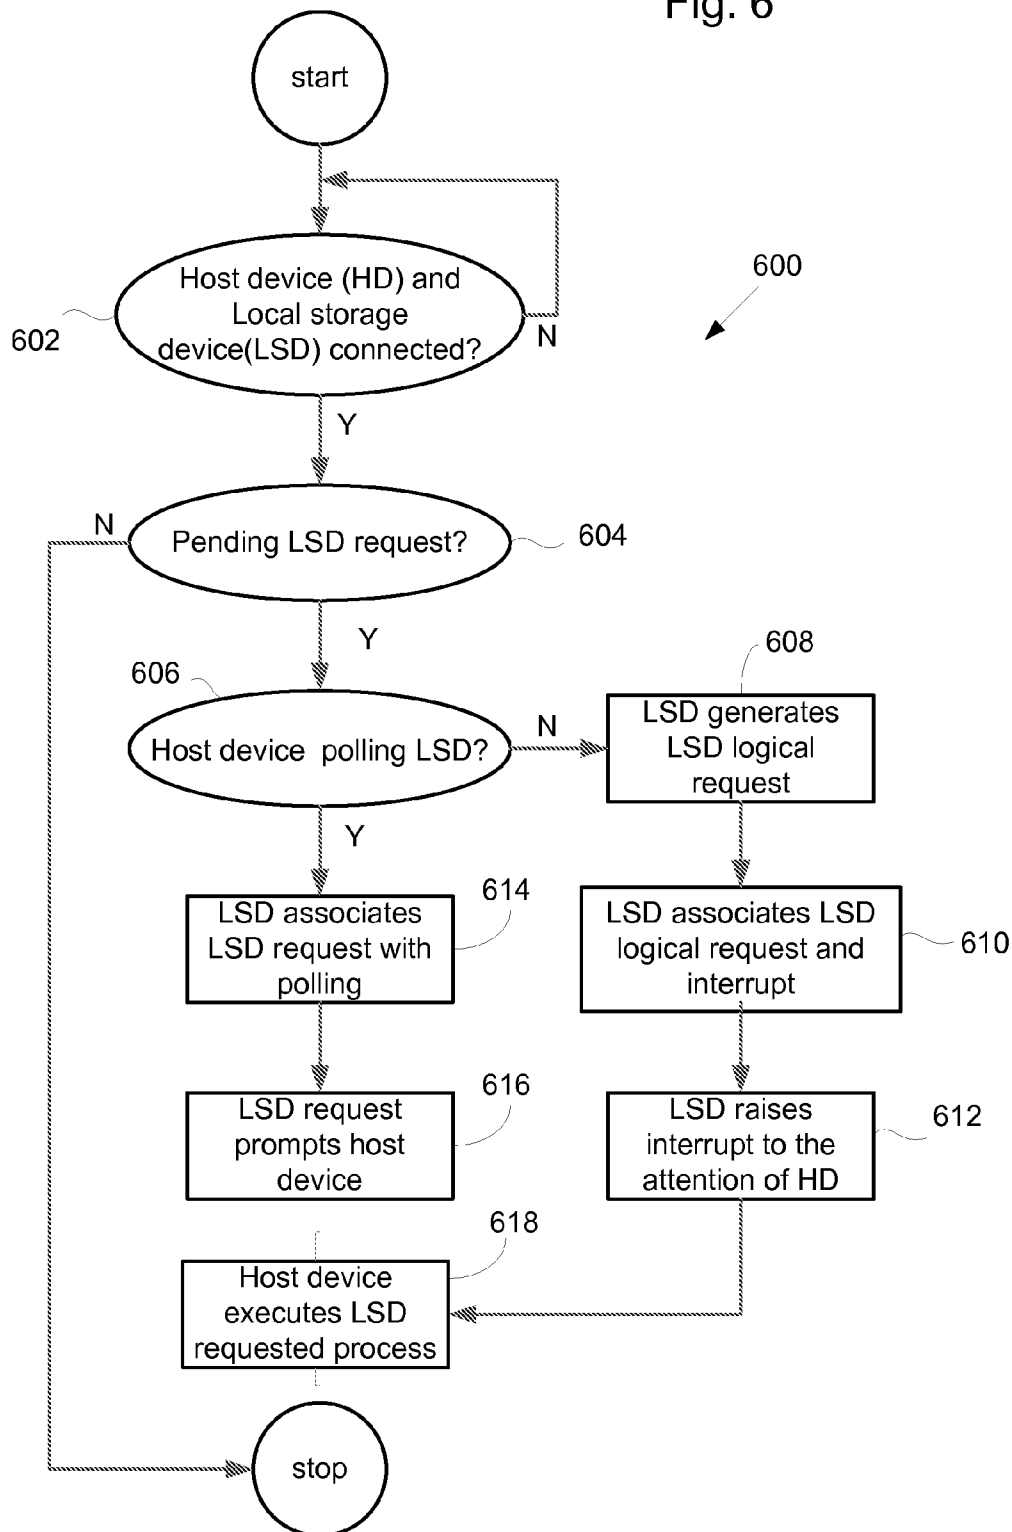 Fig. 6
start
Host device (HD) and
Local storage
device(LSD) connected?
N
600
602
Y
N
Pending LSD request?
604
Y
606
608
Host device polling LSD?
N
LSD generates
LSD logical
request
Y
614
LSD associates
LSD request with
polling
LSD associates LSD
logical request and
interrupt
610
616
LSD request
prompts host
device
LSD raises
interrupt to the
attention of HD
612
618
Host device
executes LSD
requested process
stop